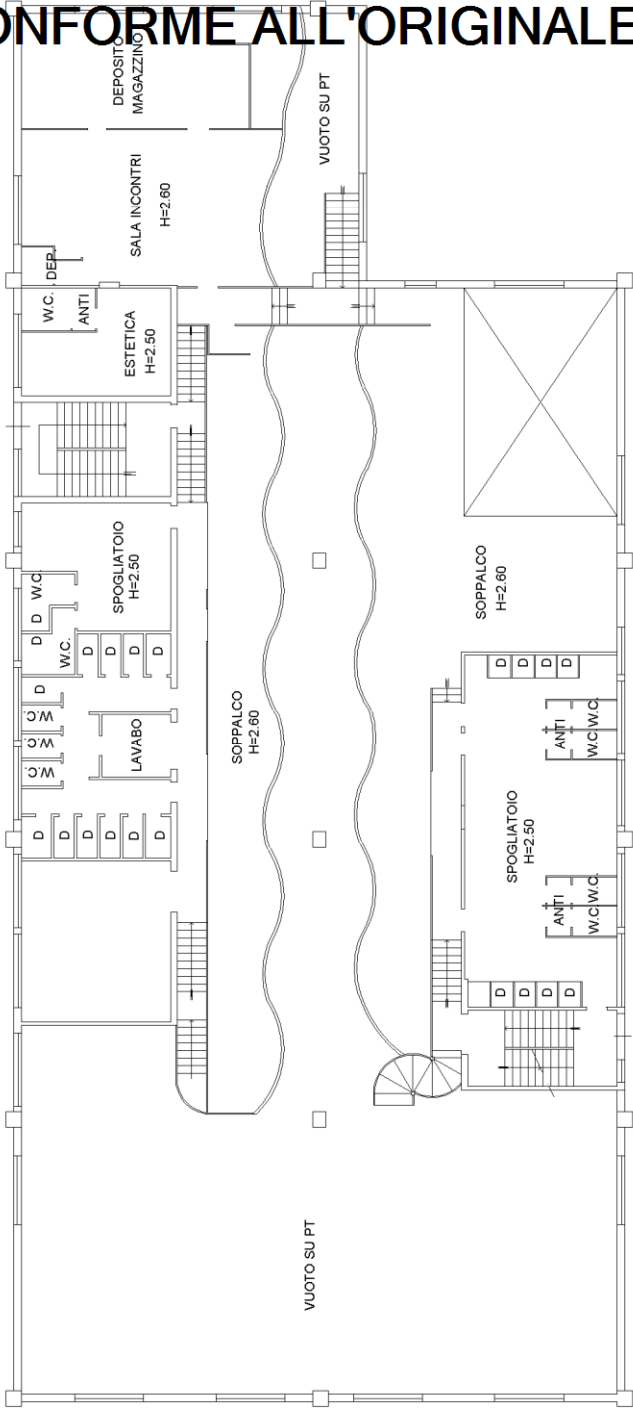 ONFORME ALL'ORIGINALE
DEPOSITO
MAGAZZINO
VUOTO SU PT
SALA INCONTRI
H=2.60
DEP.
W.C.
ANTI
ESTETICA
H=2.50
SPOGLIATOIO
H=2.50
W.C.
D
D
W.C.
D
D
D
D
D
W.C.
W.C.
W.C.
LAVABO
D
D
D
D
D
D
SOPPALCO
H=2.60
SOPPALCO
H=2.60
D
D
D
D
ANTI
W.C.
W.C.
SPOGLIATOIO
H=2.50
ANTI
W.C.
W.C.
D
D
D
D
VUOTO SU PT